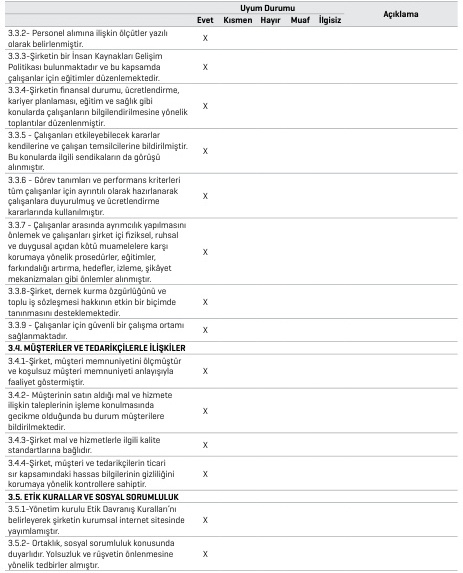 Uyum Durumu
Evet Kısmen Hayır Muaf İlgisiz Açıklama
3.3.2- Personel alımına ilişkin ölçütler yazılı
olarak belirlenmiştir. X
3.3.3-Şirketin bir İnsan Kaynakları Gelişim
Politikası bulunmaktadır ve bu kapsamda
çalışanlar için eğitimler düzenlemektedir. X
3.3.4-Şirketin finansal durumu, ücretlendirme,
kariyer planlaması, eğitim ve sağlık gibi
konularda çalışanların bilgilendirilmesine yönelik
toplantılar düzenlenmiştir. X
3.3.5 - Çalışanları etkileyebilecek kararlar
kendilerine ve çalışan temsilcilerine bildirilmiştir.
Bu konularda ilgili sendikaların da görüşü
alınmıştır. X
3.3.6 - Görev tanımları ve performans kriterleri
tüm çalışanlar için ayrıntılı olarak hazırlanarak
çalışanlara duyurulmuş ve ücretlendirme
kararlarında kullanılmıştır. X
3.3.7 - Çalışanlar arasında ayrımcılık yapılmasını
önlemek ve çalışanları şirket içi fiziksel, ruhsal
ve duygusal açıdan kötü muamelelere karşı
korumaya yönelik prosedürler, eğitimler,
farkındalığı artırma, hedefler, izleme, şikâyet
mekanizmaları gibi önlemler alınmıştır. X
3.3.8-Şirket, dernek kurma özgürlüğünü ve
toplu iş sözleşmesi hakkının etkin bir biçimde
tanınmasını desteklemektedir. X
3.3.9 - Çalışanlar için güvenli bir çalışma ortamı
sağlanmaktadır. X
3.4. MÜŞTERİLER VE TEDARİKÇİLERLE İLİŞKİLER
3.4.1-Şirket, müşteri memnuniyetini ölçmüştür
ve koşulsuz müşteri memnuniyeti anlayışıyla
faaliyet göstermiştir. X
3.4.2- Müşterinin satın aldığı mal ve hizmete
ilişkin taleplerinin işleme konulmasında
gecikme olduğunda bu durum müşterilere
bildirilmektedir. X
3.4.3-Şirket mal ve hizmetlerle ilgili kalite
standartlarına bağlıdır. X
3.4.4-Şirket, müşteri ve tedarikçilerin ticari
sır kapsamındaki hassas bilgilerinin gizliliğini
korumaya yönelik kontrollere sahiptir. X
3.5. ETİK KURALLAR VE SOSYAL SORUMLULUK
3.5.1-Yönetim kurulu Etik Davranış Kuralları'nı
belirleyerek şirketin kurumsal internet sitesinde
yayımlamıştır. X
3.5.2- Ortaklık, sosyal sorumluluk konusunda
duyarlıdır. Yolsuzluk ve rüşvetin önlenmesine
yönelik tedbirler almıştır. X